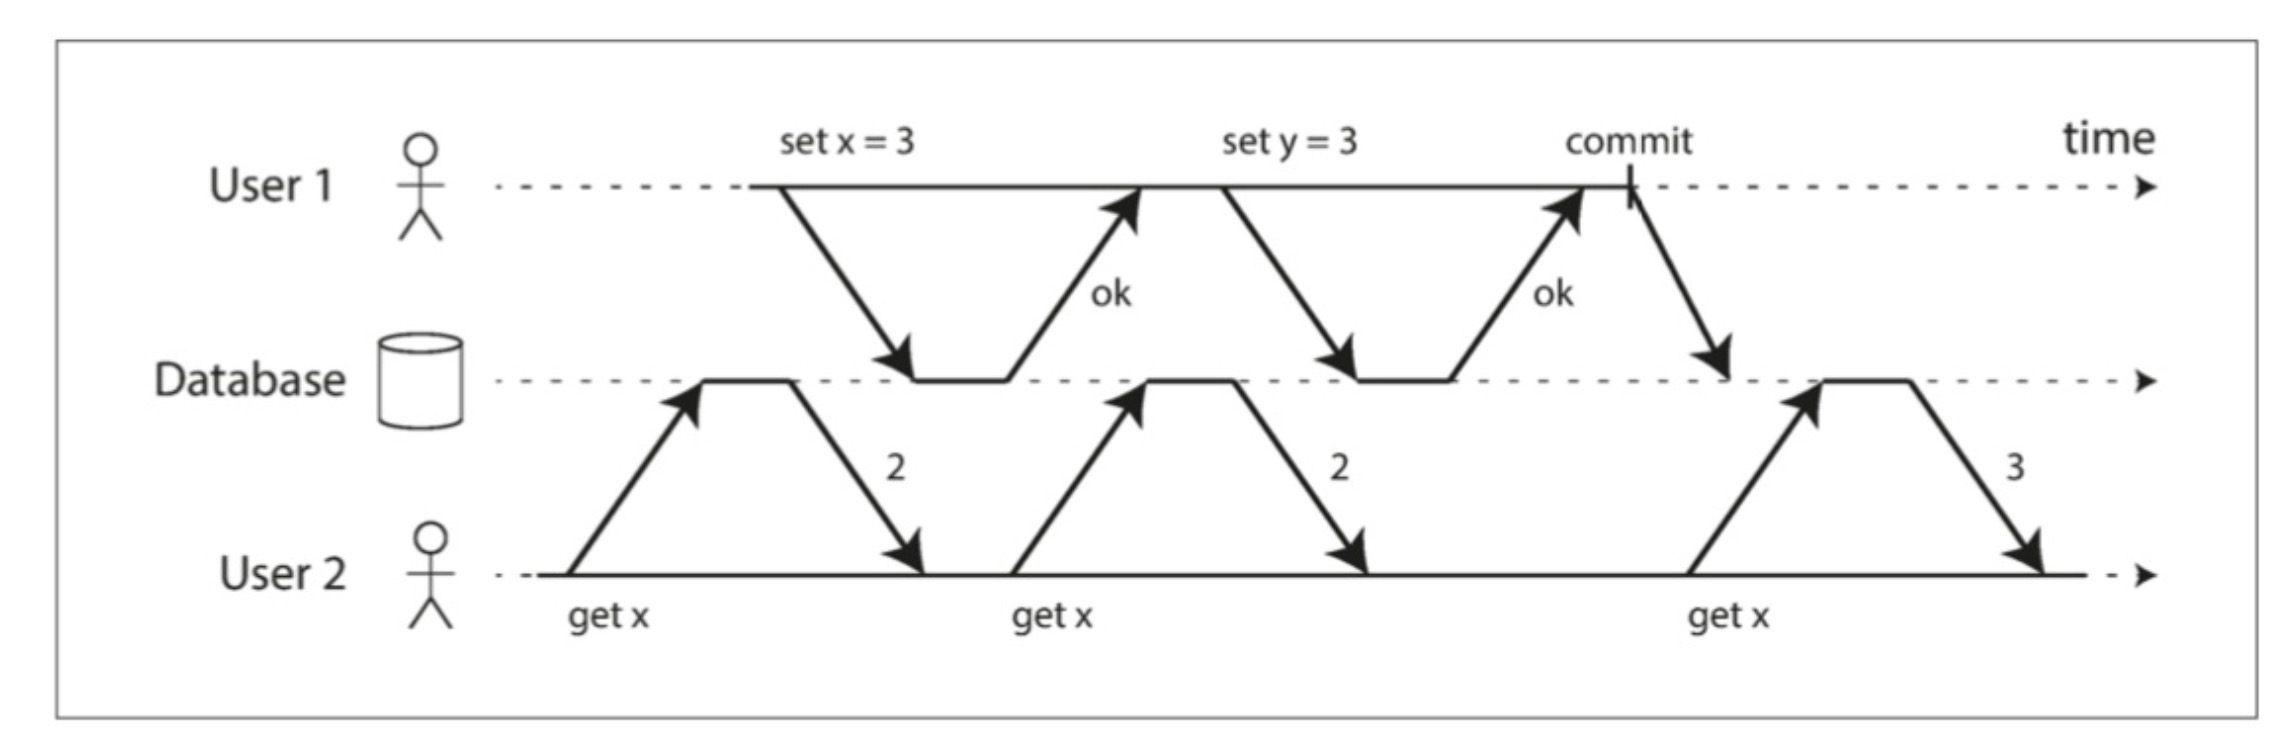 set x = 3
set y = 3
commit
time
User 1
ok
ok
Database
2
2
3
User 2
get x
get x
get x